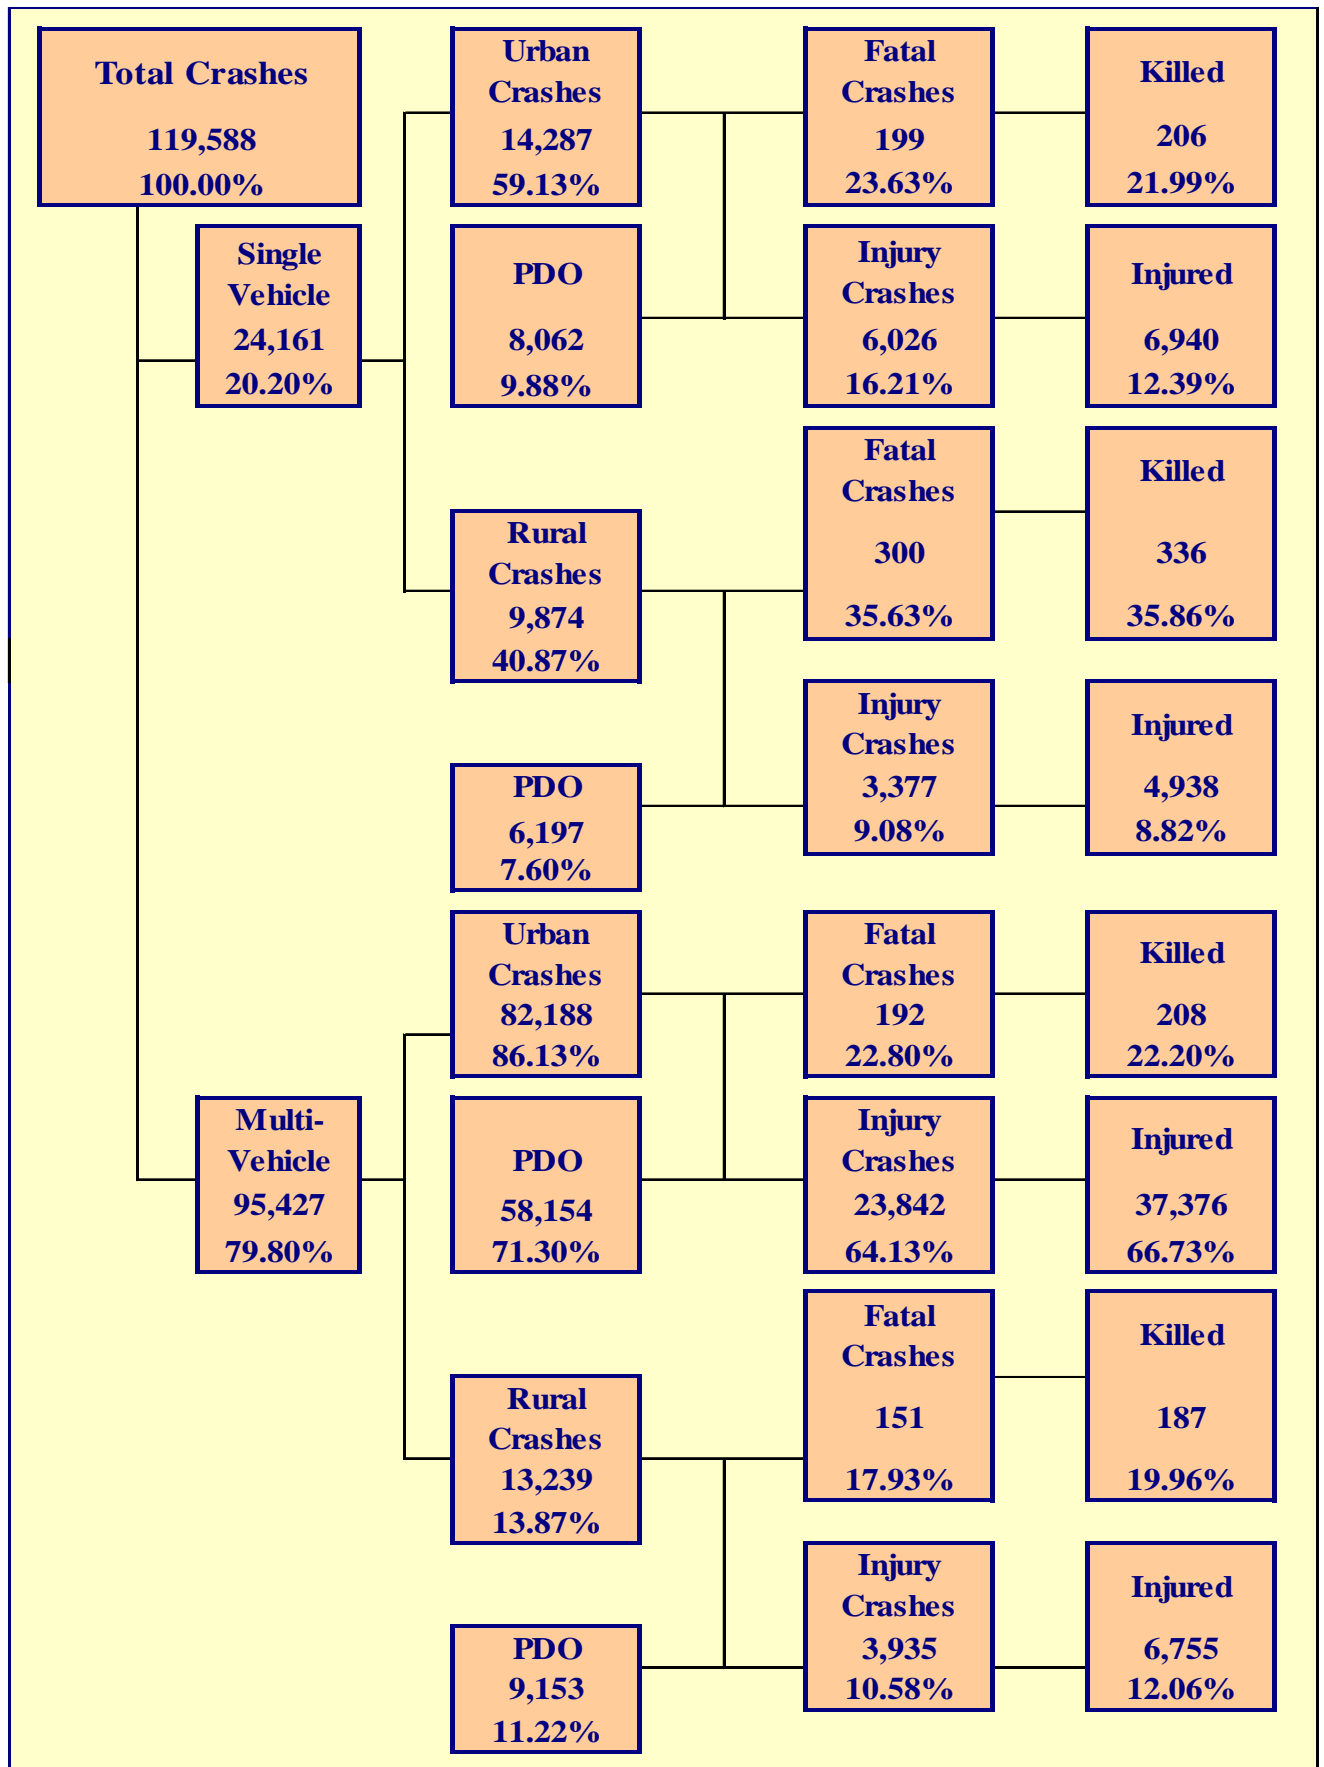 Total Crashes
119,588
100.00%
Single
Vehicle
24,161
20.20%
Urban
Crashes
14,287
59.13%
PDO
8,062
9.88%
Fatal
Crashes
199
23.63%
Killed
206
21.99%
Injury
Crashes
6,026
16.21%
Injured
6,940
12.39%
Rural
Crashes
9,874
40.87%
PDO
6,197
7.60%
Fatal
Crashes
300
35.63%
Killed
336
35.86%
Injury
Crashes
3,377
9.08%
Injured
4,938
8.82%
Multi-
Vehicle
95,427
79.80%
Urban
Crashes
82,188
86.13%
PDO
58,154
71.30%
Fatal
Crashes
192
22.80%
Killed
208
22.20%
Injury
Crashes
23,842
64.13%
Injured
37,376
66.73%
Rural
Crashes
13,239
13.87%
PDO
9,153
11.22%
Fatal
Crashes
151
17.93%
Killed
187
19.96%
Injury
Crashes
3,935
10.58%
Injured
6,755
12.06%